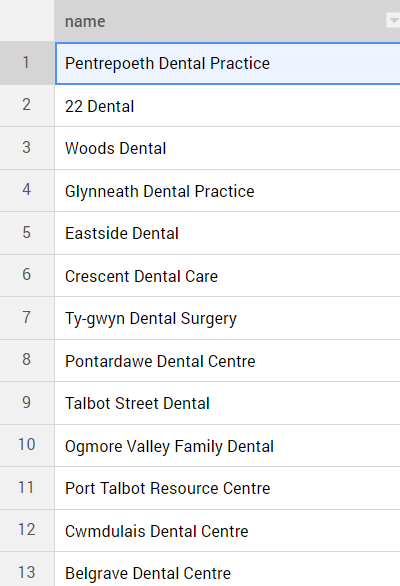 name
1 Pentrepoeth Dental Practice
2 22 Dental
3 Woods Dental
4 Glynneath Dental Practice
5 Eastside Dental
6 Crescent Dental Care
7 Ty-gwyn Dental Surgery
8 Pontardawe Dental Centre
9 Talbot Street Dental
10 Ogmore Valley Family Dental
11 Port Talbot Resource Centre
12 Cwmdulais Dental Centre
13 Belgrave Dental Centre